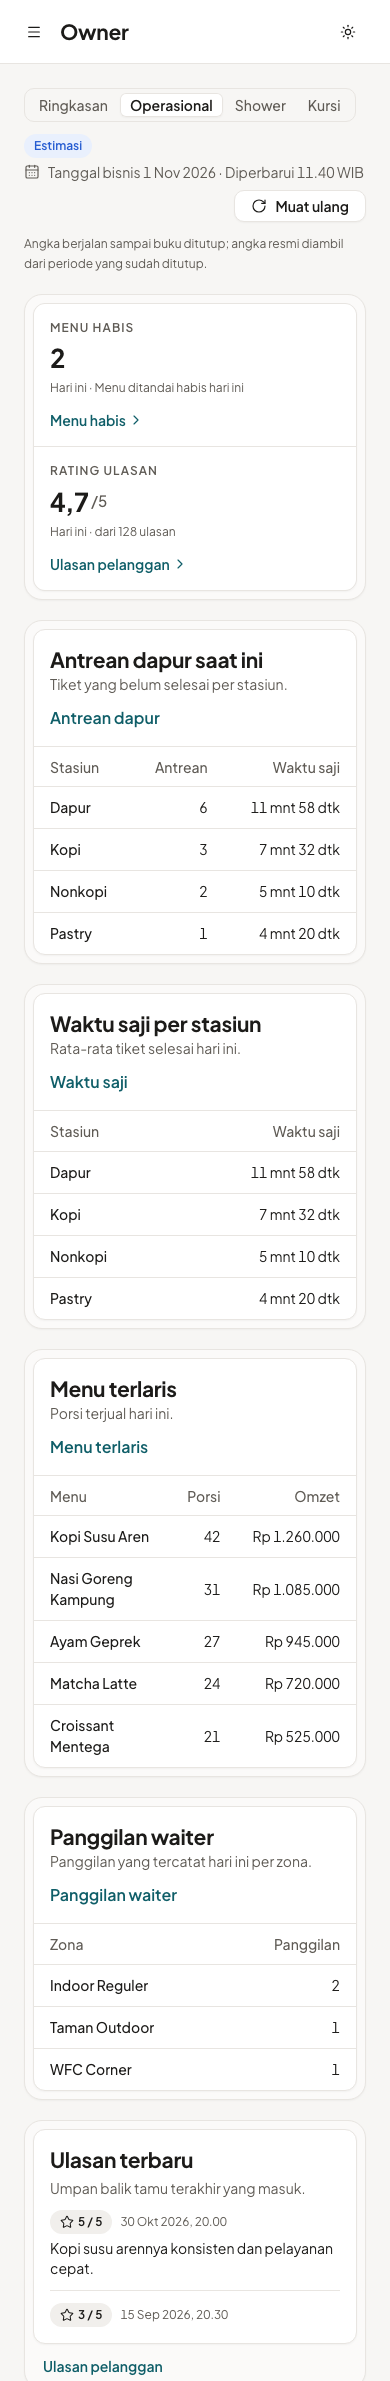 Owner
Ringkasan Operasional Shower Kursi
Estimasi
Tanggal bisnis 1 Nov 2026 · Diperbarui 11.40 WIB
Muat ulang
Angka berjalan sampai buku ditutup; angka resmi diambil
dari periode yang sudah ditutup.
MENU HABIS
2
Hari ini · Menu ditandai habis hari ini
Menu habis
RATING ULASAN
4,7 /5
Hari ini · dari 128 ulasan
Ulasan pelanggan
Antrean dapur saat ini
Tiket yang belum selesai per stasiun.
Antrean dapur
Stasiun Antrean Waktu saji
Dapur 6 11 mnt 58 dtk
Kopi 3 7 mnt 32 dtk
Nonkopi 2 5 mnt 10 dtk
Pastry 1 4 mnt 20 dtk
Waktu saji per stasiun
Rata-rata tiket selesai hari ini.
Waktu saji
Stasiun Waktu saji
Dapur 11 mnt 58 dtk
Kopi 7 mnt 32 dtk
Nonkopi 5 mnt 10 dtk
Pastry 4 mnt 20 dtk
Menu terlaris
Porsi terjual hari ini.
Menu terlaris
Menu Porsi Omzet
Kopi Susu Aren 42 Rp 1.260.000
Nasi Goreng
Kampung 31 Rp 1.085.000
Ayam Geprek 27 Rp 945.000
Matcha Latte 24 Rp 720.000
Croissant
Mentega 21 Rp 525.000
Panggilan waiter
Panggilan yang tercatat hari ini per zona.
Panggilan waiter
Zona Panggilan
Indoor Reguler 2
Taman Outdoor 1
WFC Corner 1
Ulasan terbaru
Umpan balik tamu terakhir yang masuk.
5 / 5 30 Okt 2026, 20.00
Kopi susu arennya konsisten dan pelayanan
cepat.
3 / 5 15 Sep 2026, 20.30
Ulasan pelanggan